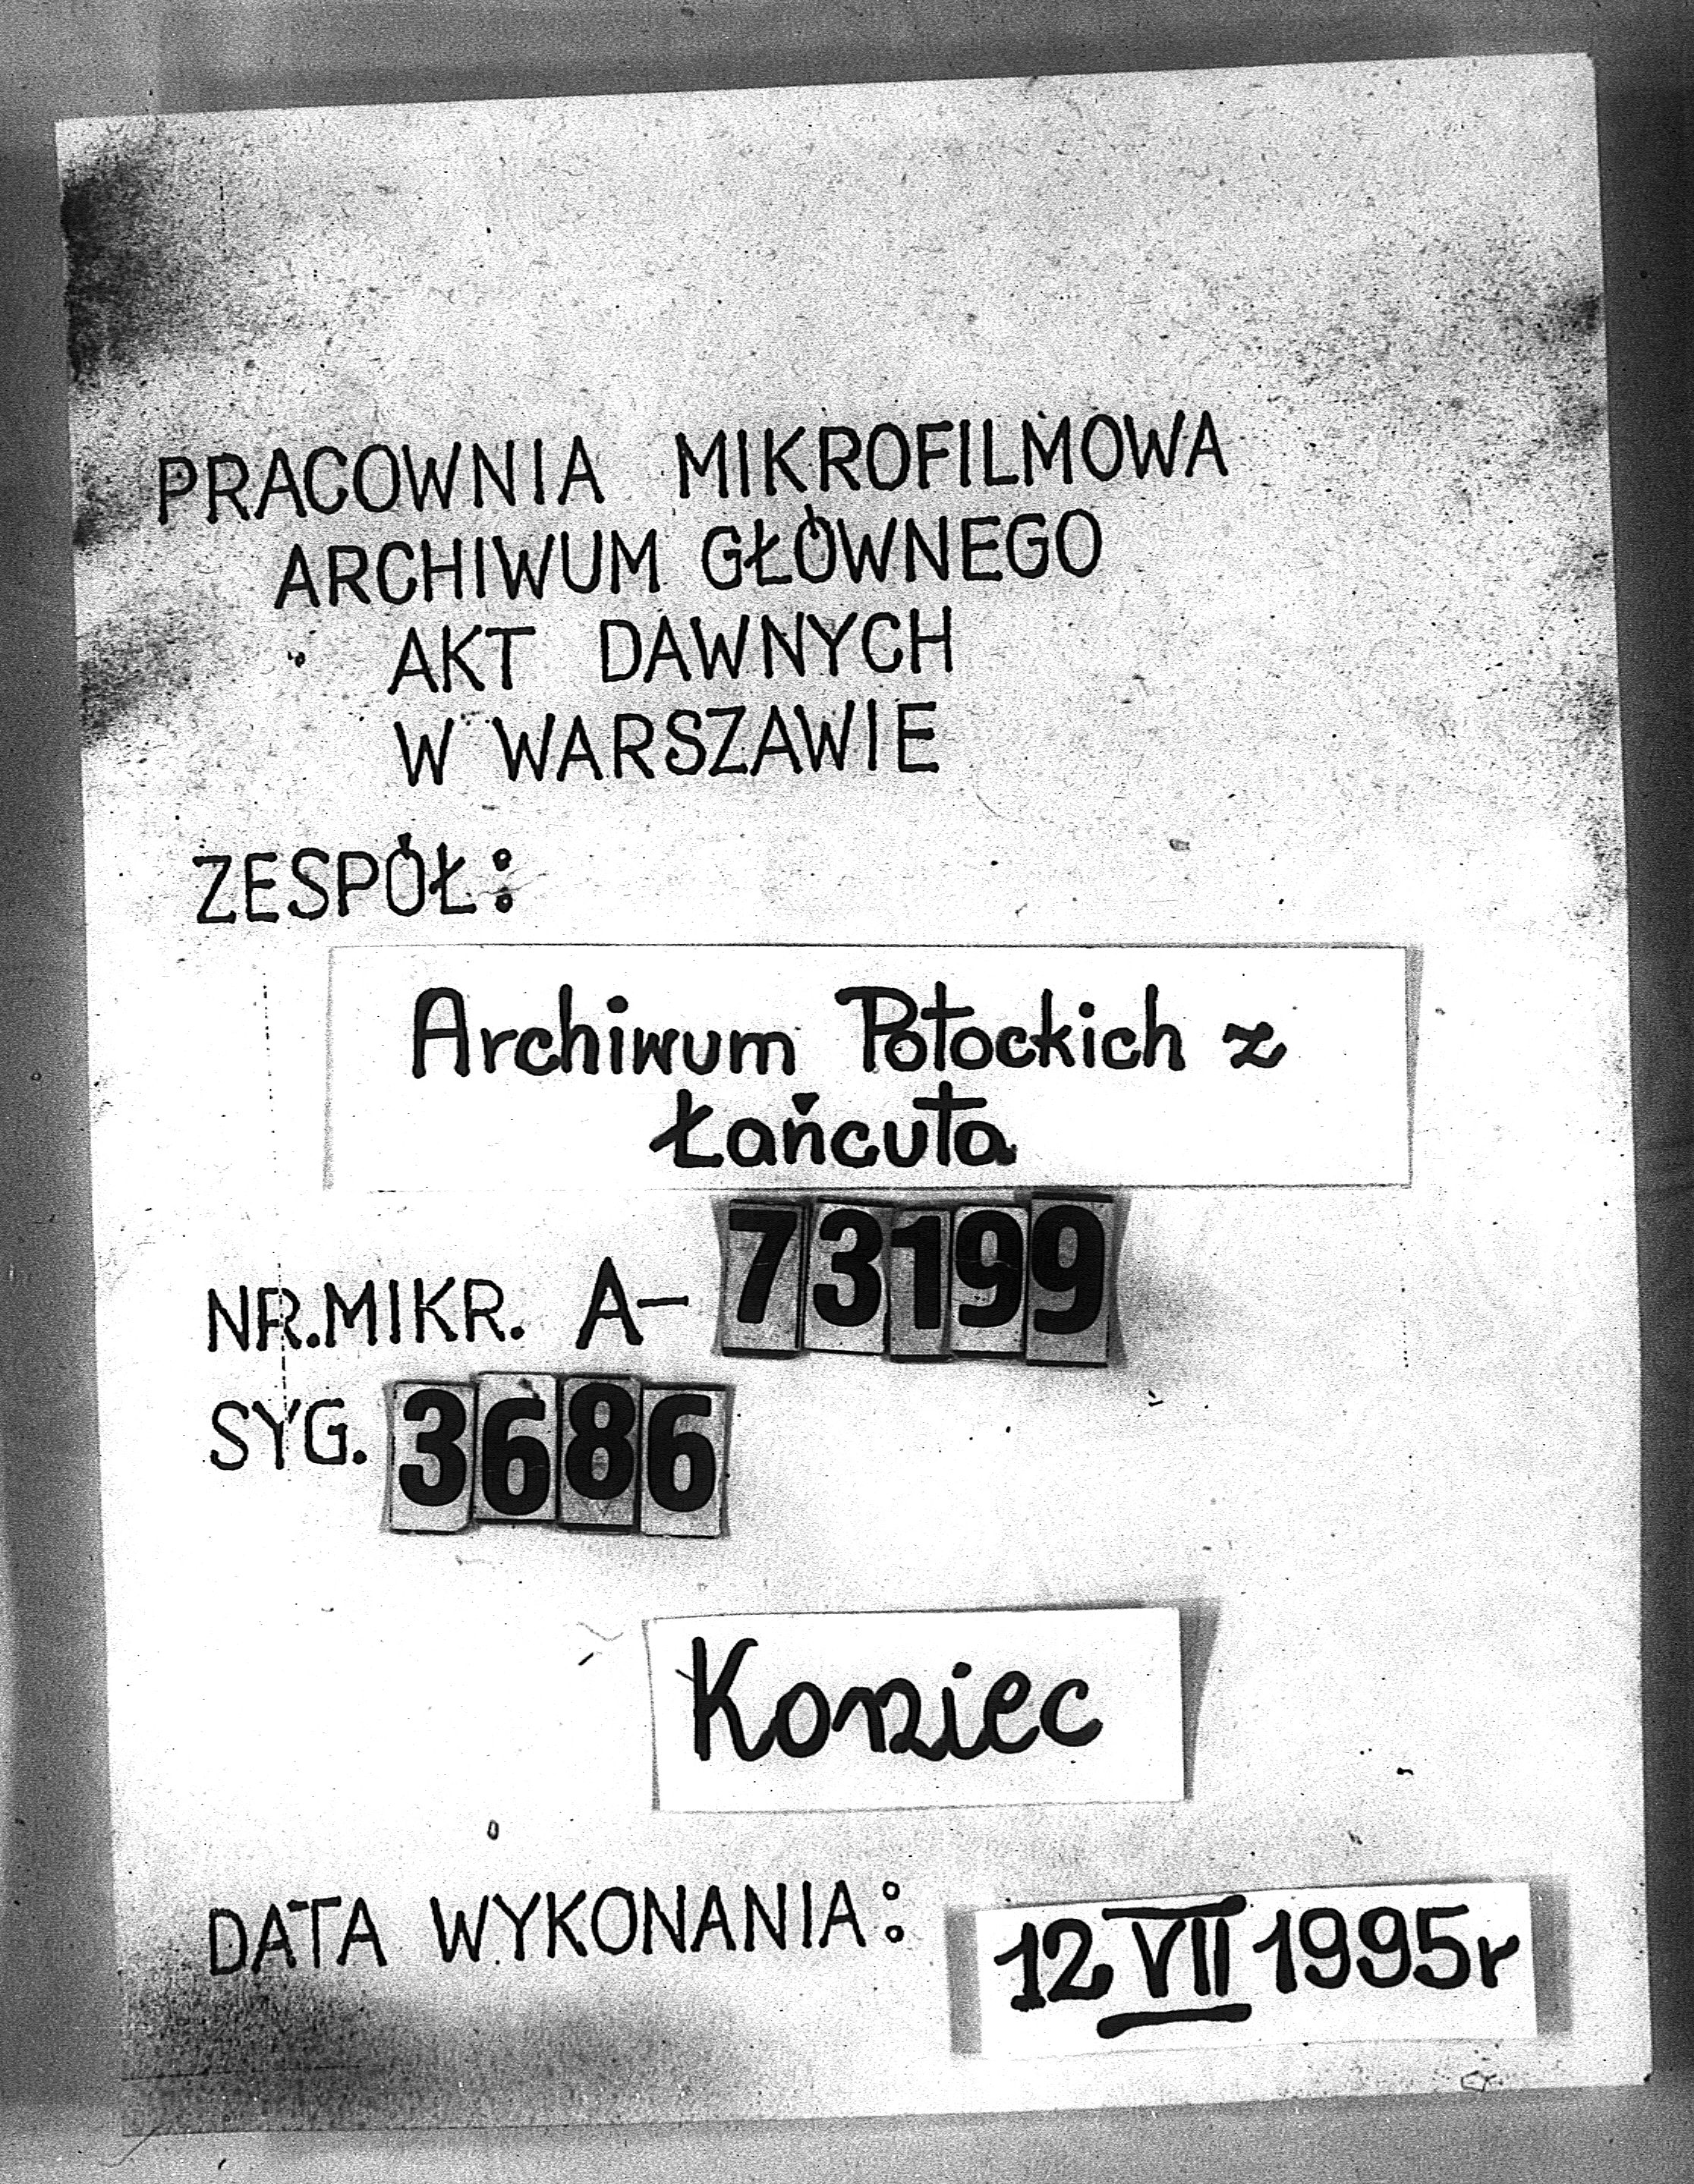 PRACOWNIA MIKROFILMOWA
ARCHIWUM GŁÓWNEGO
AKT DAWNYCH
W WARSZAWIE
ZESPÓŁ:
Archiwum Potockich z
Łańcuta
NR.MIKR. A- 73199
SYG. 3686
Koniec
DATA WYKONANIA: 12 VII 1995r